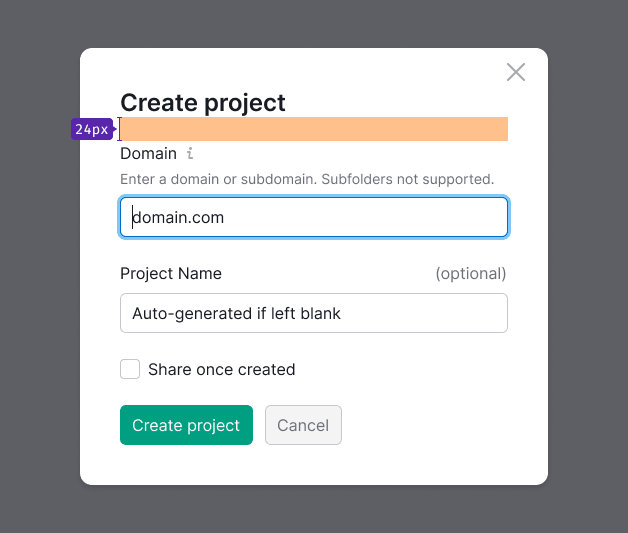 Create project
24px
Domain i
Enter a domain or subdomain. Subfolders not supported.
domain.com
Project Name (optional)
Auto-generated if left blank
Share once created
Create project Cancel